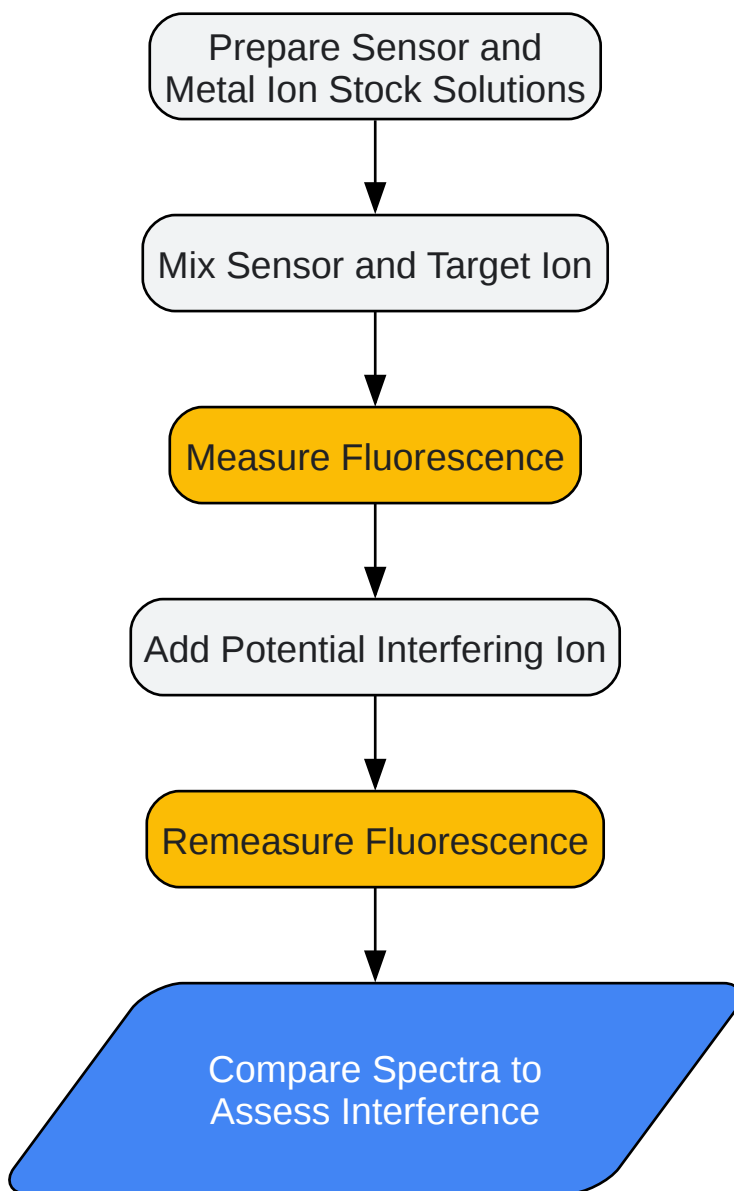 Prepare Sensor and
Metal Ion Stock Solutions
Mix Sensor and Target Ion
Measure Fluorescence
Add Potential Interfering Ion
Remeasure Fluorescence
Compare Spectra to
Assess Interference